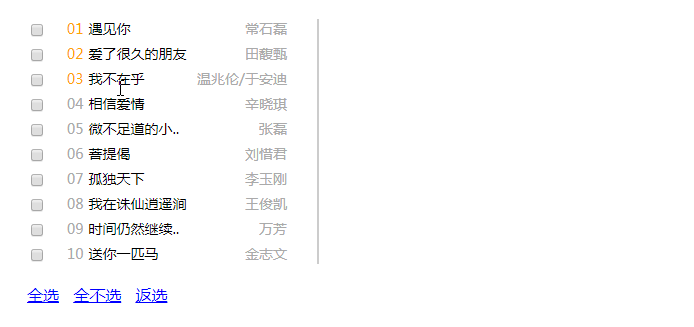 01 遇见你 常石磊
02 爱了很久的朋友 田馥甄
03 我不在乎 温兆伦/于安迪
04 相信爱情 辛晓琪
05 微不足道的小.. 张磊
06 菩提偈 刘惜君
07 孤独天下 李玉刚
08 我在诛仙逍遥涧 王俊凯
09 时间仍然继续.. 万芳
10 送你一匹马 金志文
全选 全不选 返选